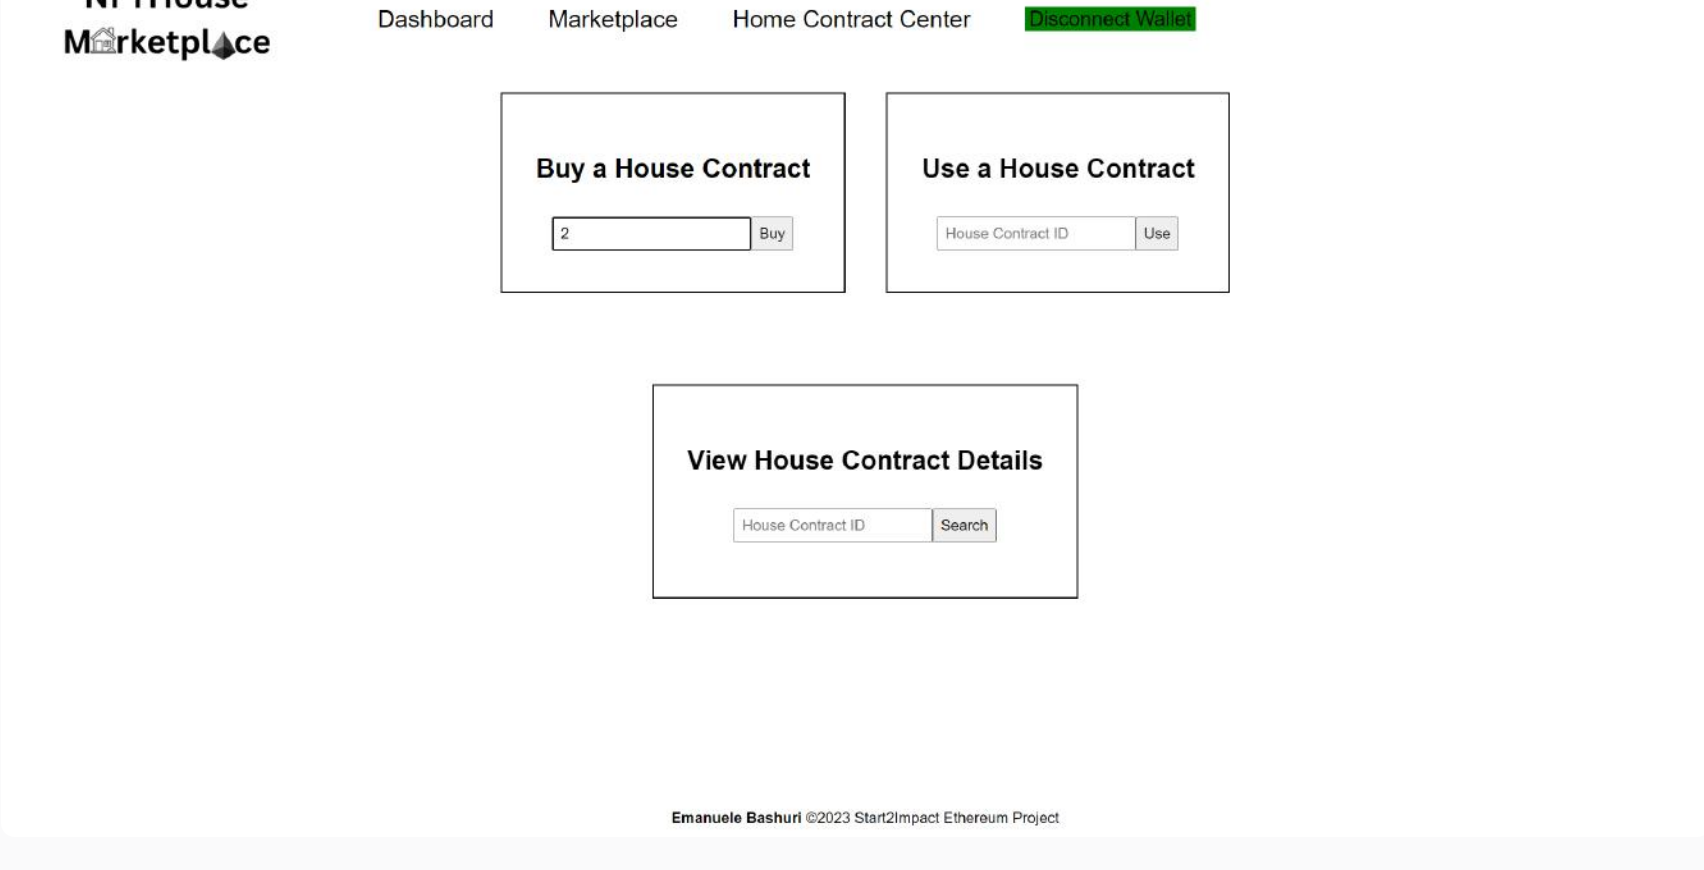 NFTHouse
Marketplace
Dashboard
Marketplace
Home Contract Center
Disconnect Wallet
Buy a House Contract
2
Buy
Use a House Contract
House Contract ID
Use
View House Contract Details
House Contract ID
Search
Emanuele Bashuri ©2023 Start2Impact Ethereum Project